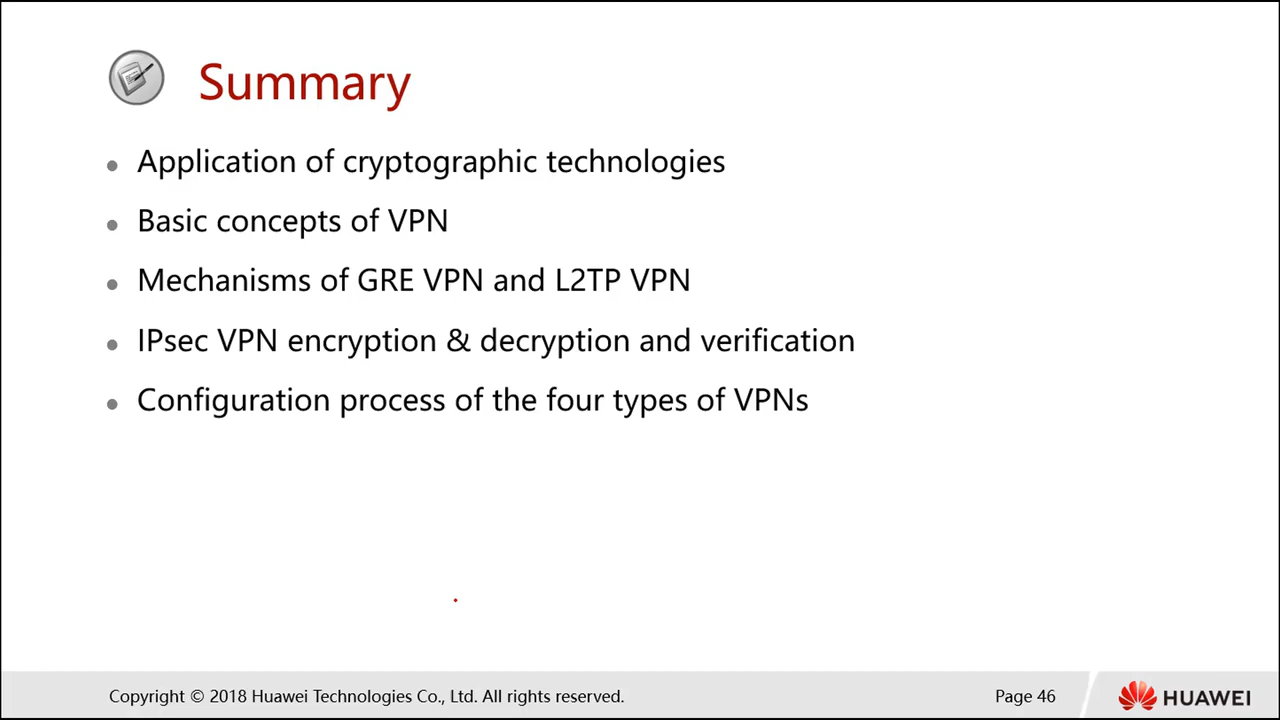 Summary
Application of cryptographic technologies
Basic concepts of VPN
Mechanisms of GRE VPN and L2TP VPN
IPsec VPN encryption & decryption and verification
Configuration process of the four types of VPNs
Copyright © 2018 Huawei Technologies Co., Ltd. All rights reserved.
Page 46
HUAWEI